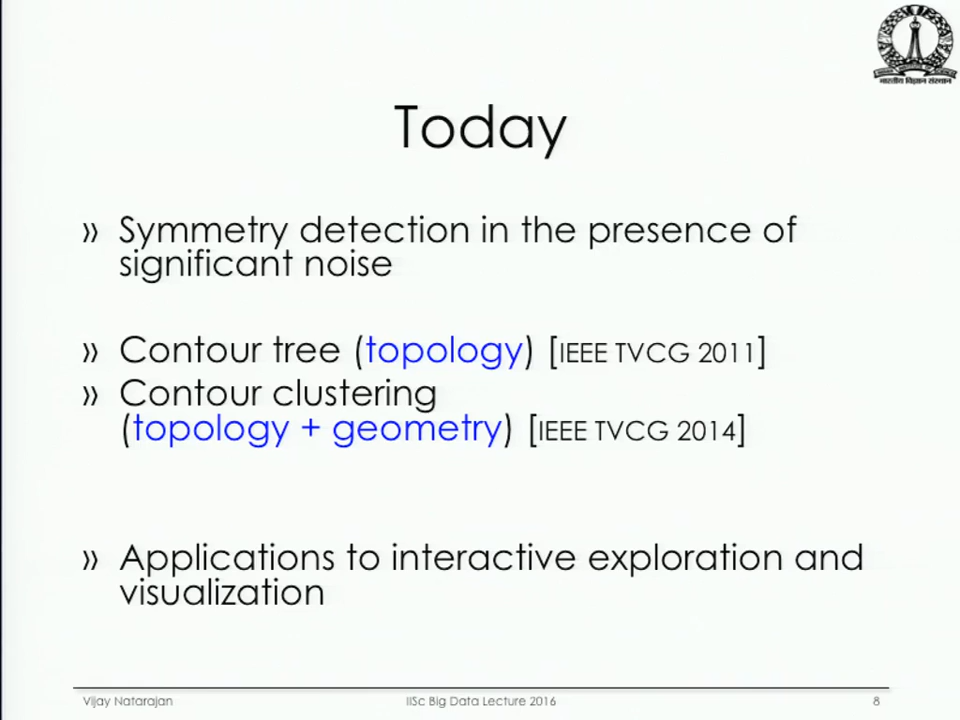 Today
» Symmetry detection in the presence of
significant noise
» Contour tree (topology) [IEEE TVCG 2011]
» Contour clustering
(topology + geometry) [IEEE TVCG 2014]
» Applications to interactive exploration and
visualization
Vijay Natarajan IISc Big Data Lecture 2016 8
भारतीय विज्ञान संस्थान